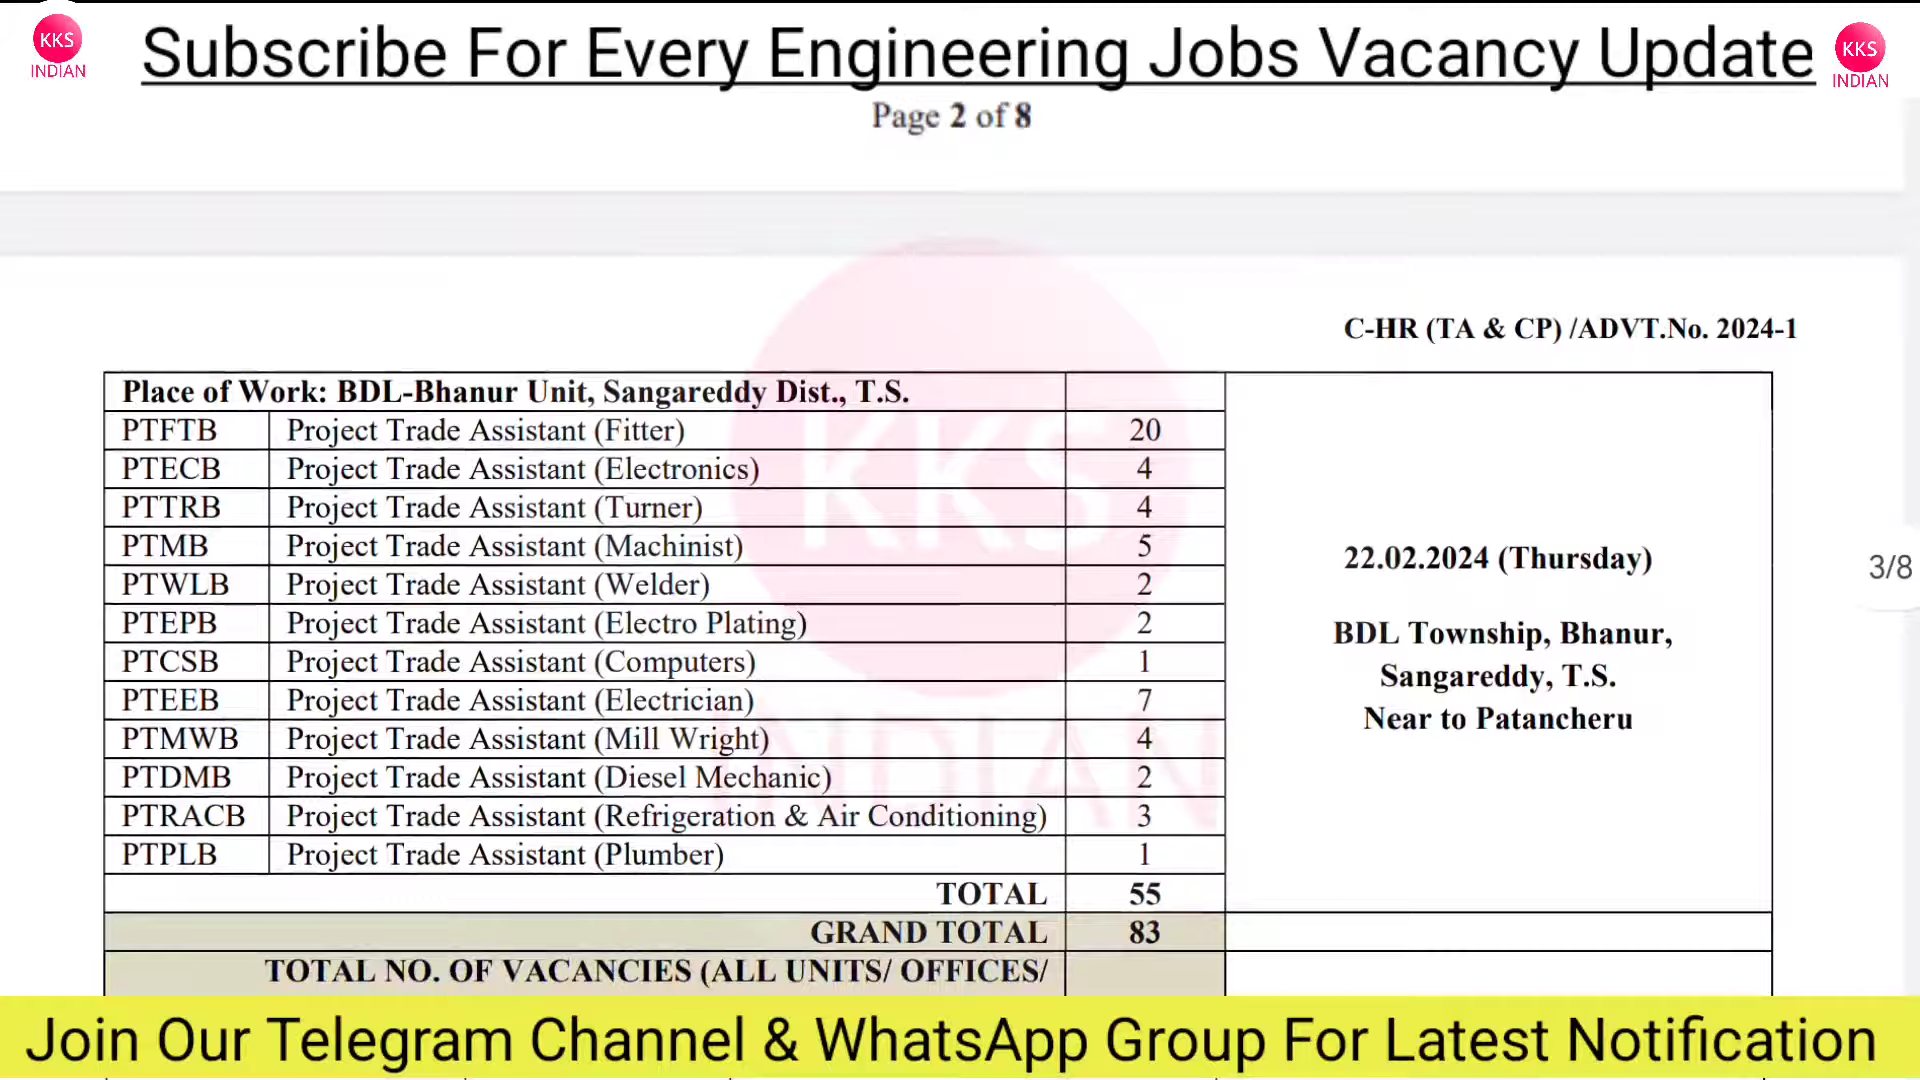 KKS
INDIAN
Subscribe For Every Engineering Jobs Vacancy Update
KKS
INDIAN
Page 2 of 8
C-HR (TA & CP) /ADVT.No. 2024-1
Place of Work: BDL-Bhanur Unit, Sangareddy Dist., T.S.
PTFTB Project Trade Assistant (Fitter) 20
PTECB Project Trade Assistant (Electronics) 4
PTTRB Project Trade Assistant (Turner) 4
PTMB Project Trade Assistant (Machinist) 5
PTWLB Project Trade Assistant (Welder) 2
PTEPB Project Trade Assistant (Electro Plating) 2
PTCSB Project Trade Assistant (Computers) 1
PTEEB Project Trade Assistant (Electrician) 7
PTMWB Project Trade Assistant (Mill Wright) 4
PTDMB Project Trade Assistant (Diesel Mechanic) 2
PTRACB Project Trade Assistant (Refrigeration & Air Conditioning) 3
PTPLB Project Trade Assistant (Plumber) 1
TOTAL 55
GRAND TOTAL 83
TOTAL NO. OF VACANCIES (ALL UNITS/ OFFICES/
22.02.2024 (Thursday)
BDL Township, Bhanur,
Sangareddy, T.S.
Near to Patancheru
3/8
KKS
INDIAN
Join Our Telegram Channel & WhatsApp Group For Latest Notification